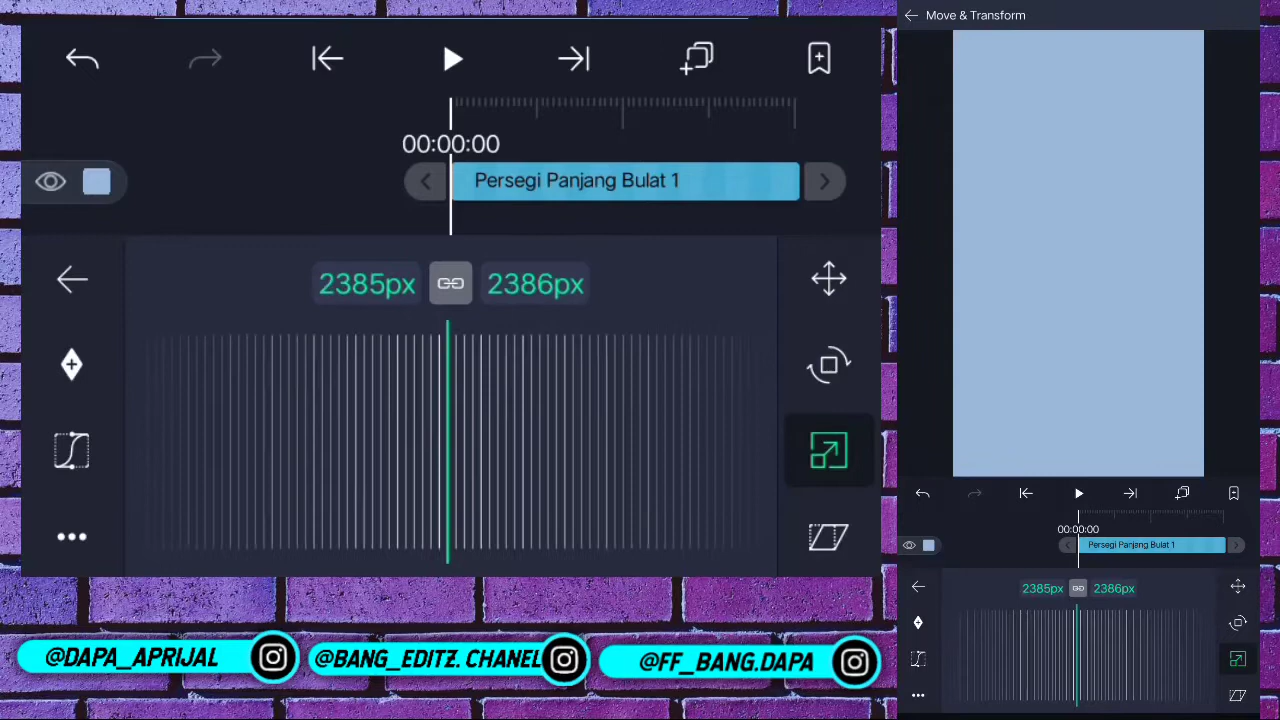 00:00:00
Persegi Panjang Bulat 1
2385px
2386px
@DAPA_APRIJAL
@BANG_EDITZ.CHANEL
@FF_BANG.DAPA
Move & Transform
00:00:00
Persegi Panjang Bulat 1
2385px
2386px